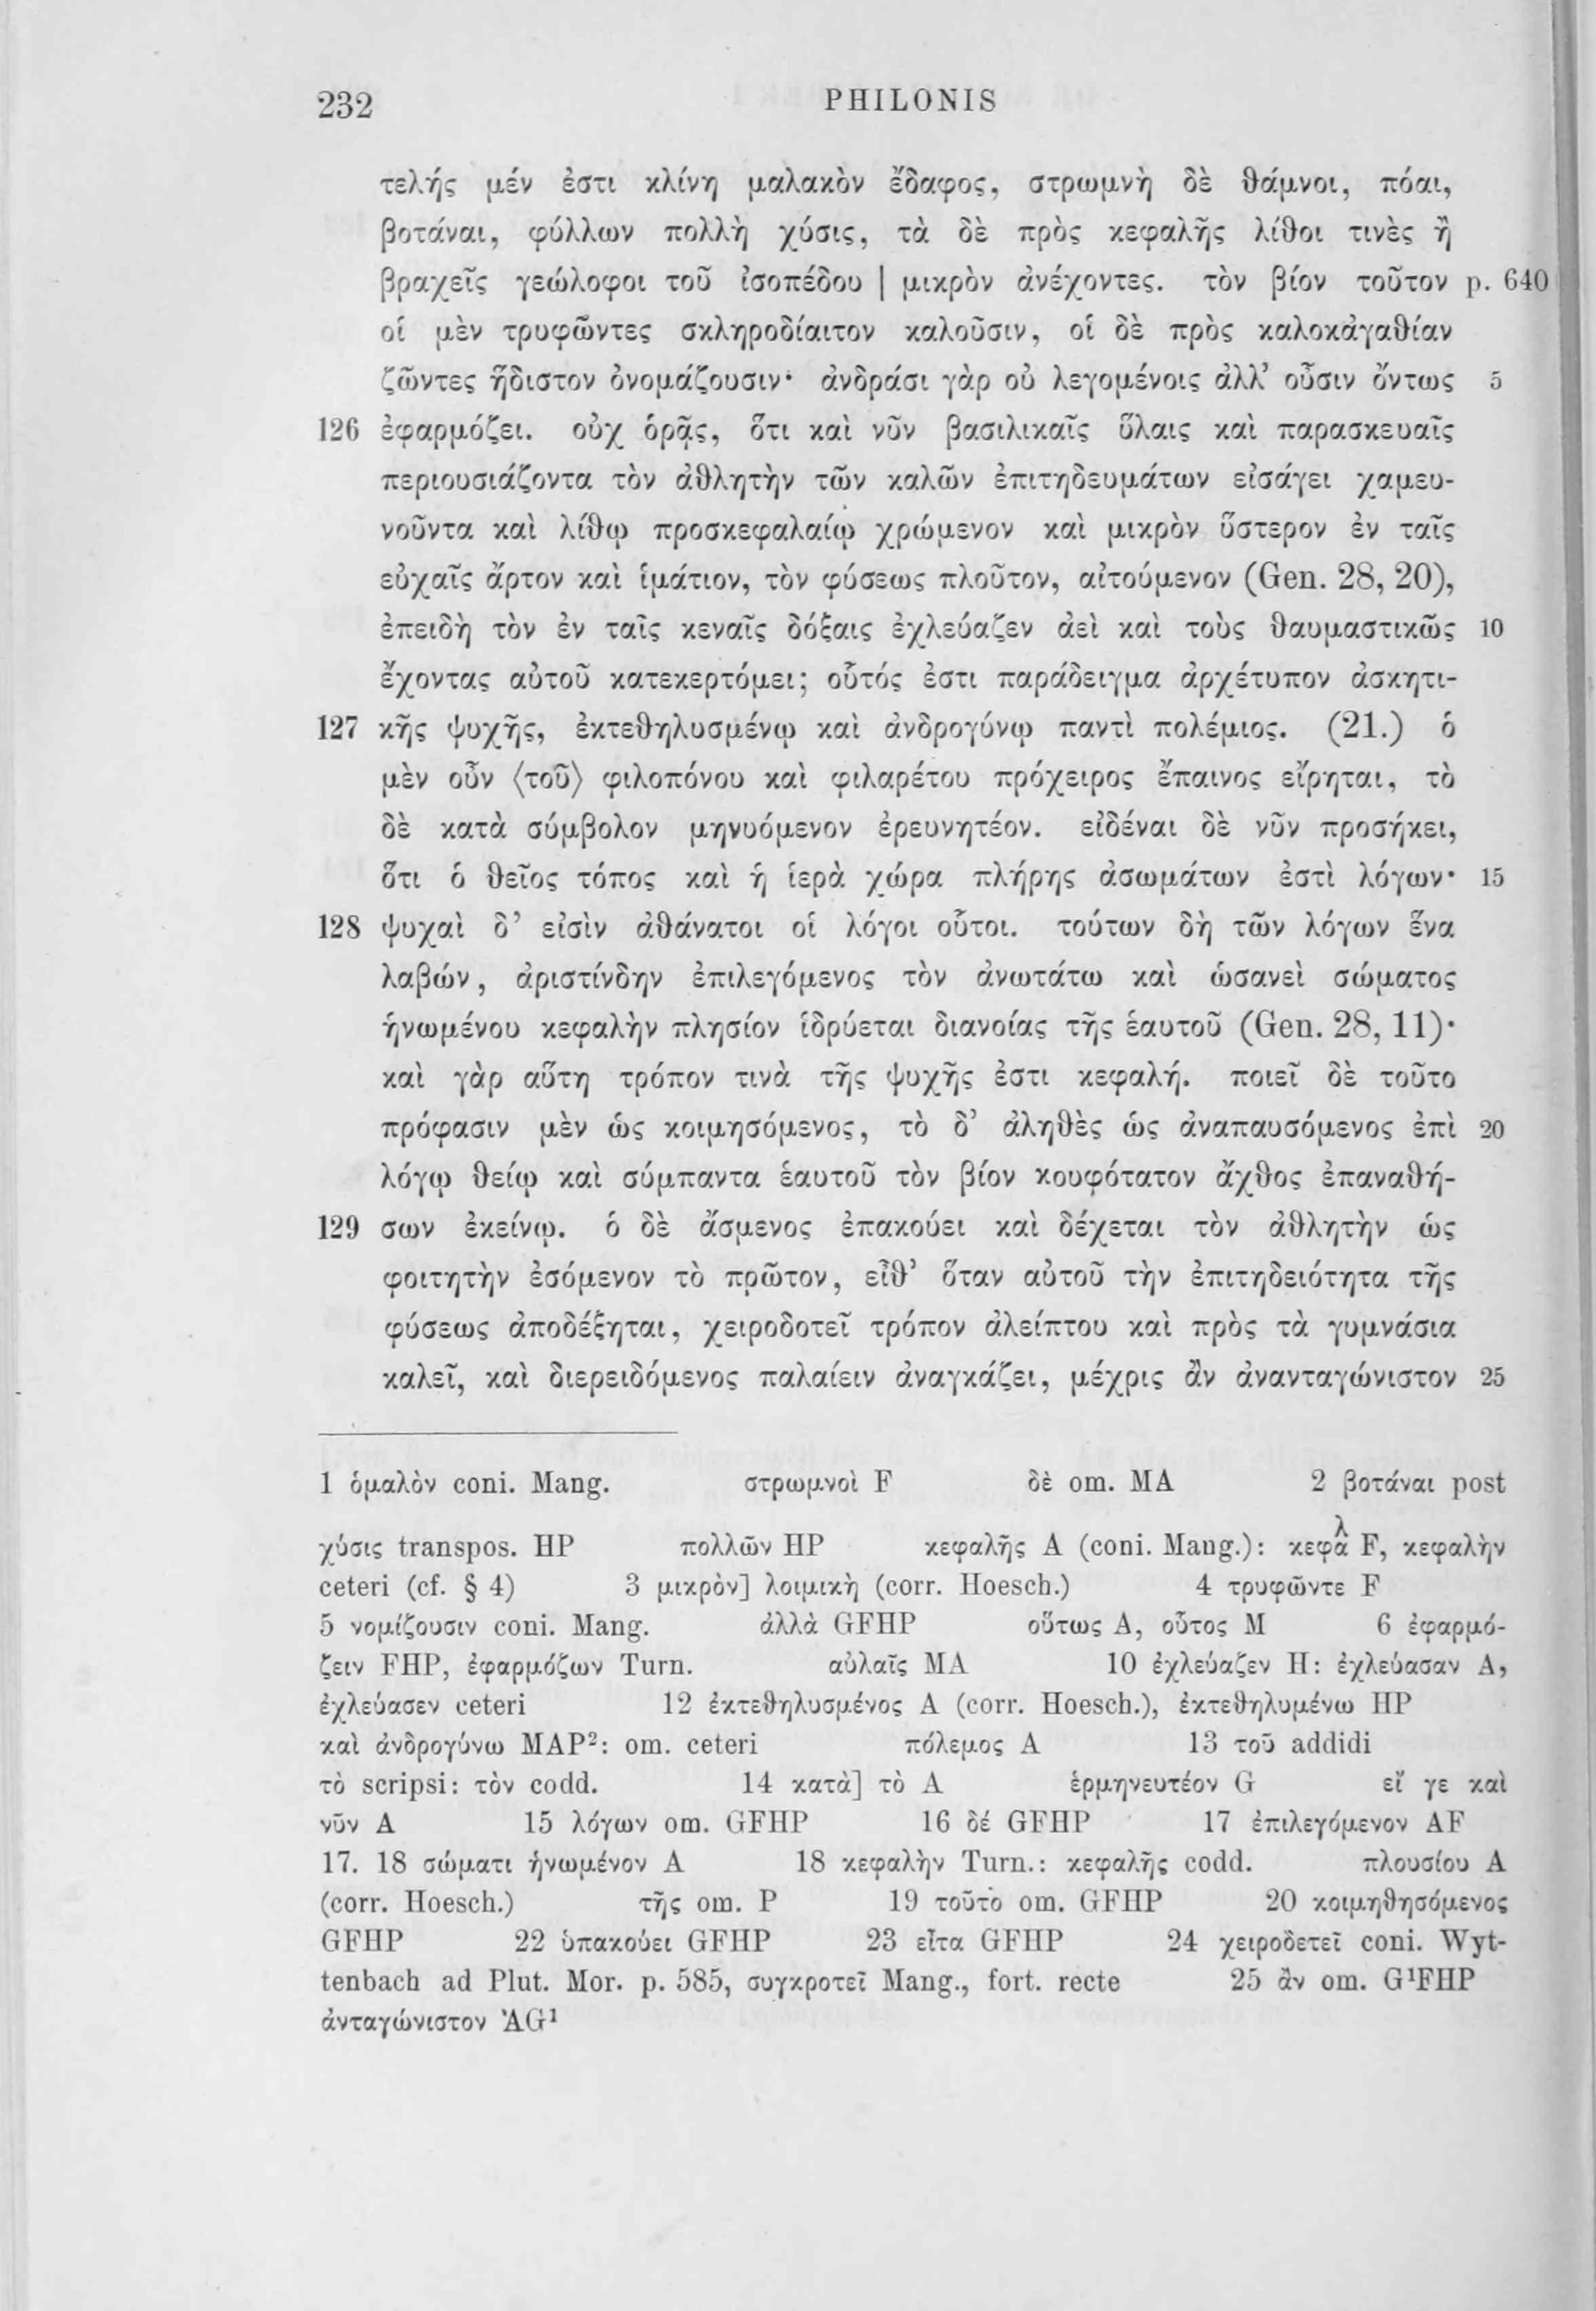 232
PHILONIS
τελής μέν ἐστι κλίνη μαλακὸν ἔδαφος, στρωμνὴ δὲ θάμνοι, πόαι,
βοτάναι, φύλλων πολλὴ χύσις, τὰ δὲ πρὸς κεφαλῆς λίθοι τινὲς ἢ
βραχεῖς γεώλοφοι τοῦ ἰσοπέδου | μικρὸν ἀνέχοντες. τὸν βίον τοῦτον p. 640
οἱ μὲν τρυφῶντες σκληροδίαιτον καλοῦσιν, οἱ δὲ πρὸς καλοκἀγαθίαν
ζῶντες ἥδιστον ὀνομάζουσιν· ἀνδράσι γὰρ οὐ λεγομένοις ἀλλ’ οὖσιν ὄντως 5
126 ἐφαρμόζει. οὐχ ὁρᾷς, ὅτι καὶ νῦν βασιλικαῖς ὕλαις καὶ παρασκευαῖς
περιουσιάζοντα τὸν ἀθλητὴν τῶν καλῶν ἐπιτηδευμάτων εἰσάγει χαμευ-
νοῦντα καὶ λίθῳ προσκεφαλαίῳ χρώμενον καὶ μικρὸν ὕστερον ἐν ταῖς
εὐχαῖς ἄρτον καὶ ἱμάτιον, τὸν φύσεως πλοῦτον, αἰτούμενον (Gen. 28, 20),
ἐπειδὴ τὸν ἐν ταῖς κεναῖς δόξαις ἐχλεύαζεν ἀεὶ καὶ τοὺς θαυμαστικῶς 10
ἔχοντας αὐτοῦ κατεκερτόμει; οὗτός ἐστι παράδειγμα ἀρχέτυπον ἀσκητι-
127 κῆς ψυχῆς, ἐκτεθηλυσμένῳ καὶ ἀνδρογύνῳ παντὶ πολέμιος. (21.) ὁ
μὲν οὖν ⟨τοῦ⟩ φιλοπόνου καὶ φιλαρέτου πρόχειρος ἔπαινος εἴρηται, τὸ
δὲ κατὰ σύμβολον μηνυόμενον ἐρευνητέον. εἰδέναι δὲ νῦν προσήκει,
ὅτι ὁ θεῖος τόπος καὶ ἡ ἱερὰ χώρα πλήρης ἀσωμάτων ἐστὶ λόγων· 15
128 ψυχαὶ δ’ εἰσὶν ἀθάνατοι οἱ λόγοι οὗτοι. τούτων δὴ τῶν λόγων ἕνα
λαβών, ἀριστίνδην ἐπιλεγόμενος τὸν ἀνωτάτω καὶ ὡσανεὶ σώματος
ἡνωμένου κεφαλὴν πλησίον ἱδρύεται διανοίας τῆς ἑαυτοῦ (Gen. 28, 11)·
καὶ γὰρ αὕτη τρόπον τινὰ τῆς ψυχῆς ἐστι κεφαλή. ποιεῖ δὲ τοῦτο
πρόφασιν μὲν ὡς κοιμησόμενος, τὸ δ’ ἀληθὲς ὡς ἀναπαυσόμενος ἐπὶ 20
λόγῳ θείῳ καὶ σύμπαντα ἑαυτοῦ τὸν βίον κουφότατον ἄχθος ἐπαναθή-
129 σων ἐκείνῳ. ὁ δὲ ἄσμενος ἐπακούει καὶ δέχεται τὸν ἀθλητὴν ὡς
φοιτητὴν ἐσόμενον τὸ πρῶτον, εἶθ’ ὅταν αὐτοῦ τὴν ἐπιτηδειότητα τῆς
φύσεως ἀποδέξηται, χειροδοτεῖ τρόπον ἀλείπτου καὶ πρὸς τὰ γυμνάσια
καλεῖ, καὶ διερειδόμενος παλαίειν ἀναγκάζει, μέχρις ἂν ἀνανταγώνιστον 25
1 ὁμαλὸν coni. Mang. στρωμνοὶ F δὲ om. MA 2 βοτάναι post
χύσις transpos. HP πολλῶν HP κεφαλῆς A (coni. Mang.): κεφαλ F, κεφαλὴν
ceteri (cf. § 4) 3 μικρὸν] λοιμικὴ (corr. Hoesch.) 4 τρυφῶντε F
5 νομίζουσιν coni. Mang. ἀλλὰ GFHP οὕτως A, οὗτος M 6 ἐφαρμό-
ζειν FHP, ἐφαρμόζων Turn. αὐλαῖς MA 10 ἐχλεύαζεν H: ἐχλεύασαν A,
ἐχλεύασεν ceteri 12 ἐκτεθηλυσμένος A (corr. Hoesch.), ἐκτεθηλυμένω HP
καὶ ἀνδρογύνω MAP²: om. ceteri πόλεμος A 13 τοῦ addidi
τὸ scripsi: τὸν codd. 14 κατὰ] τὸ A ἑρμηνευτέον G εἴ γε καὶ
νῦν A 15 λόγων om. GFHP 16 δέ GFHP 17 ἐπιλεγόμενον AF
17. 18 σώματι ἡνωμένον A 18 κεφαλὴν Turn.: κεφαλῆς codd. πλουσίου A
(corr. Hoesch.) τῆς om. P 19 τοῦτο om. GFHP 20 κοιμηθησόμενος
GFHP 22 ὑπακούει GFHP 23 εἶτα GFHP 24 χειροδετεῖ coni. Wyt-
tenbach ad Plut. Mor. p. 585, συγκροτεῖ Mang., fort. recte 25 ἂν om. G¹FHP
ἀνταγώνιστον AG¹